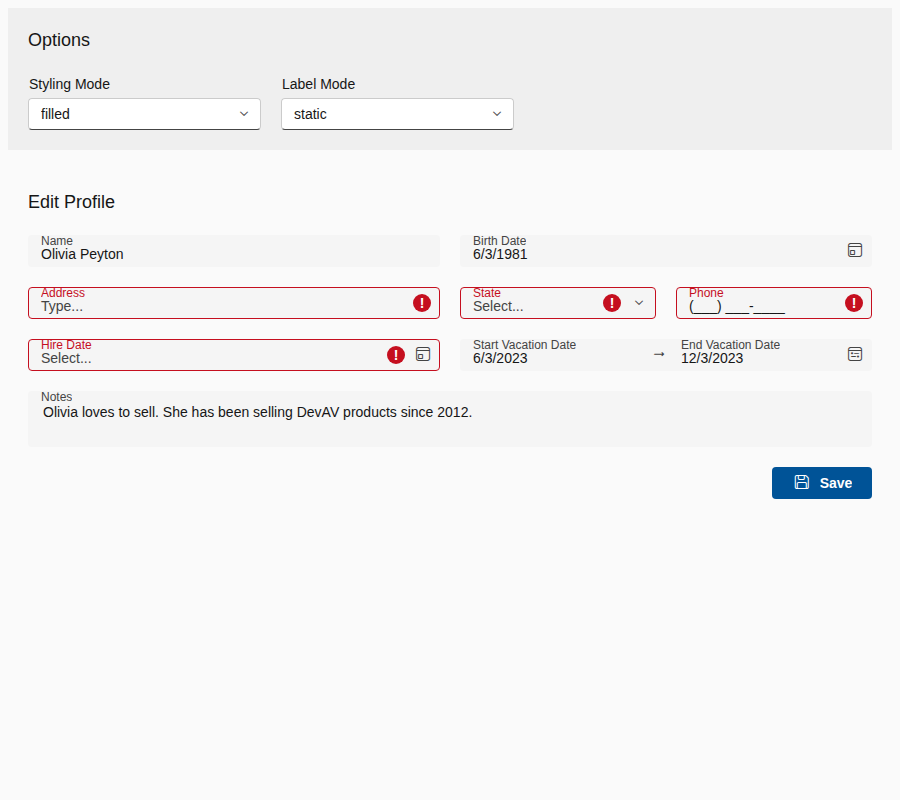 Options
Styling Mode Label Mode
filled static
Edit Profile
Name Birth Date
Olivia Peyton 6/3/1981
Address State Phone
Type... Select... (___) ___-____
Hire Date Start Vacation Date End Vacation Date
Select... 6/3/2023 → 12/3/2023
Notes
Olivia loves to sell. She has been selling DevAV products since 2012.
Save